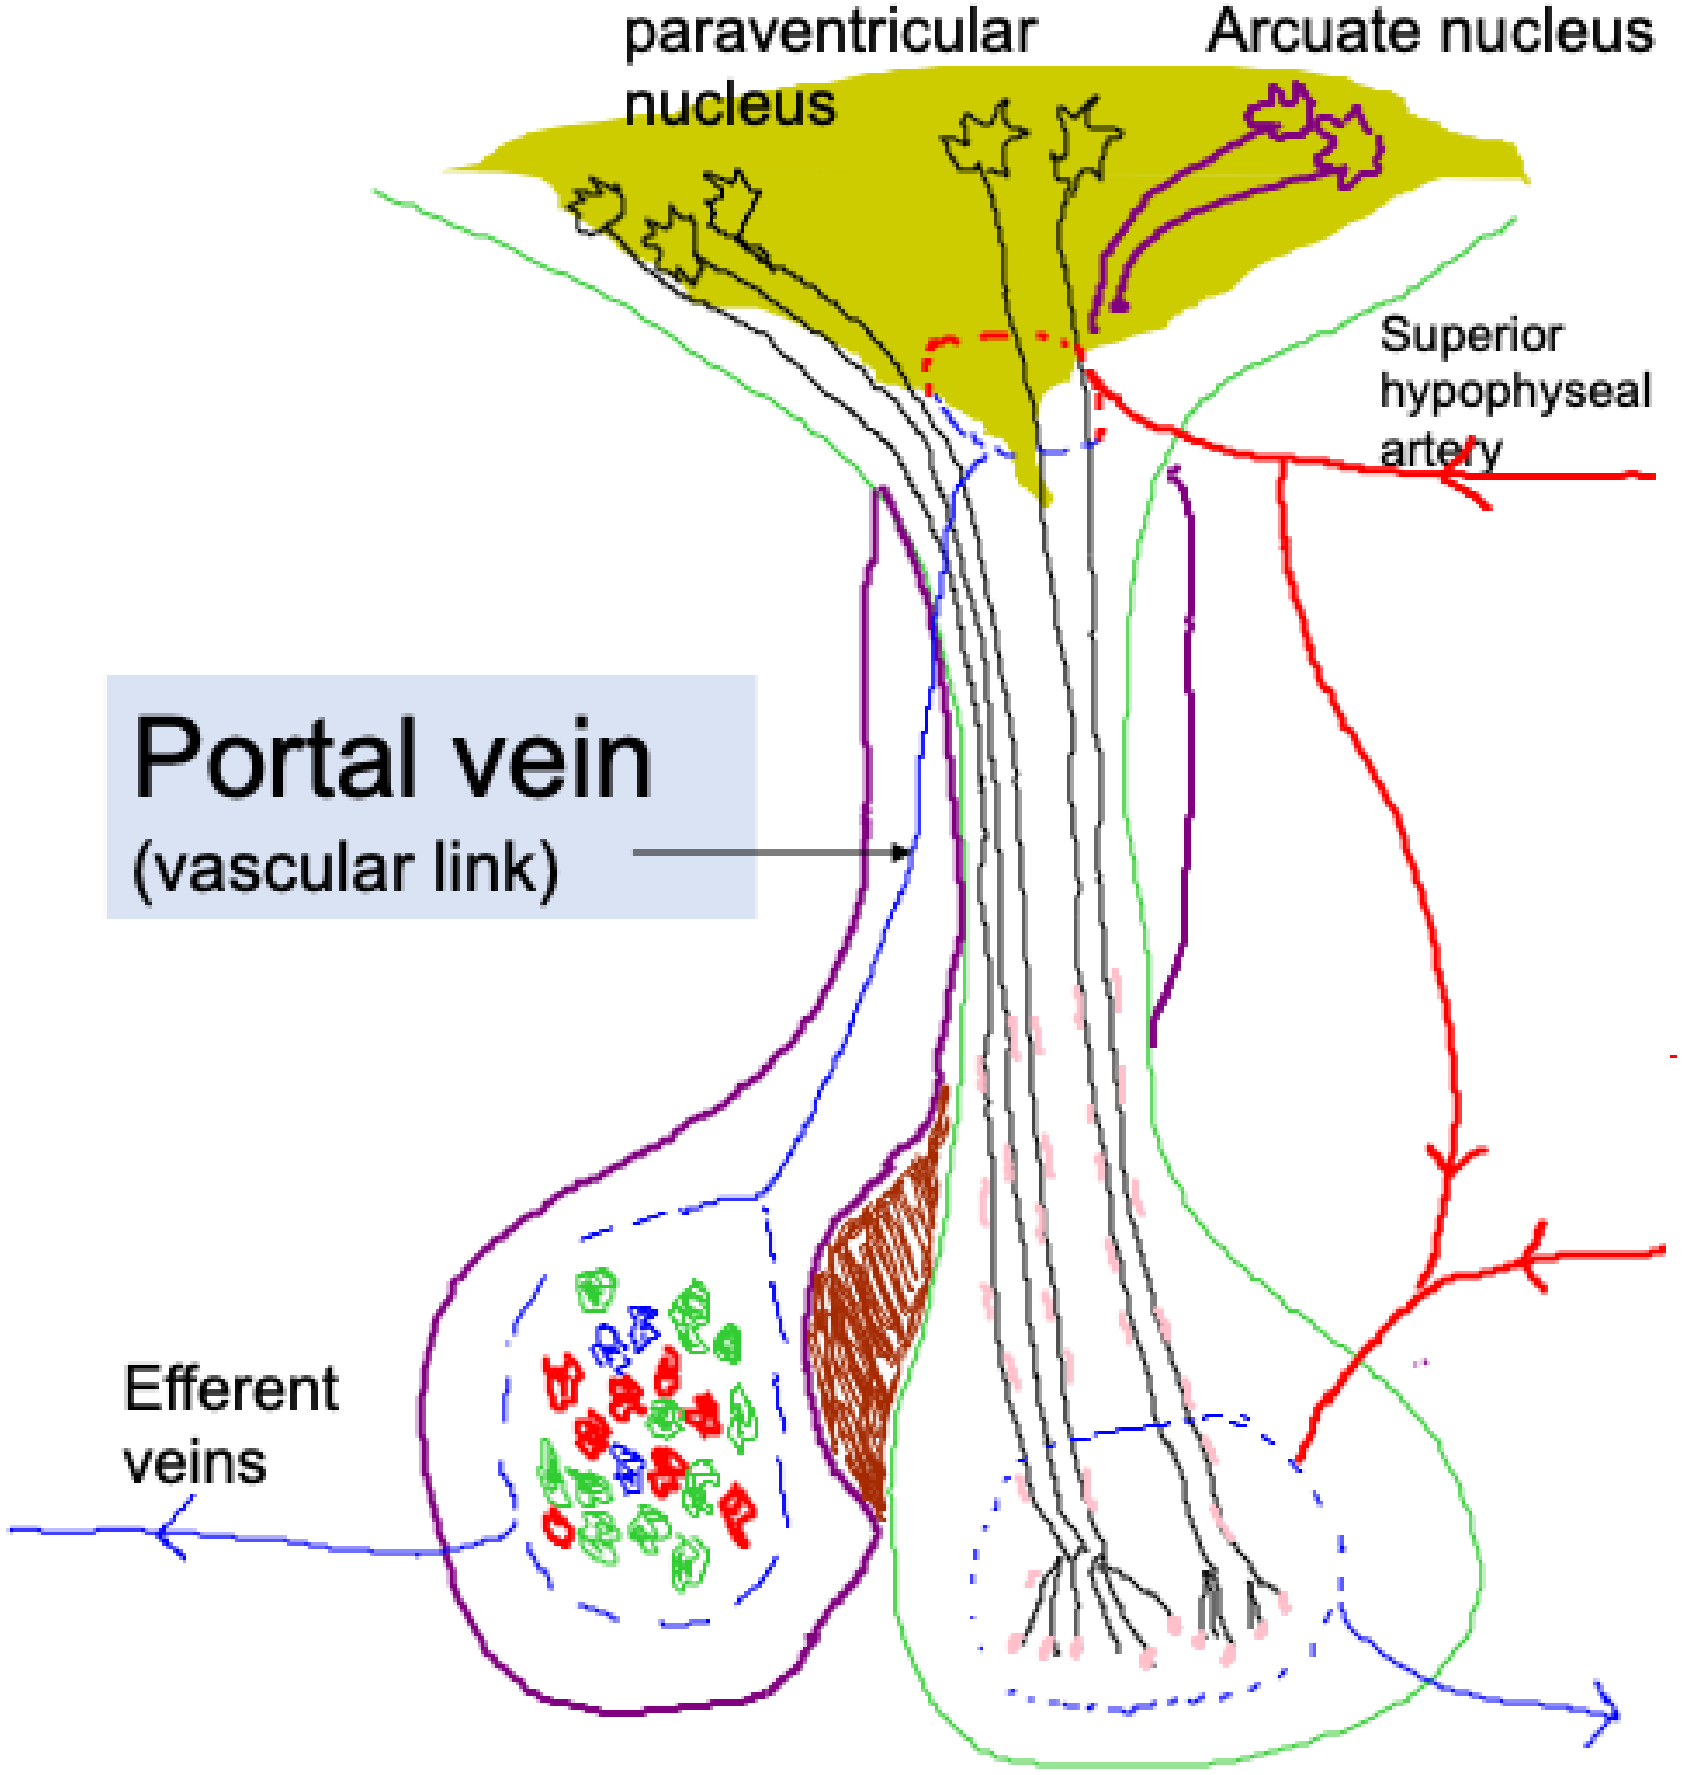 paraventricular
nucleus
Arcuate nucleus
Superior
hypophyseal
artery
Portal vein
(vascular link)
Efferent
veins